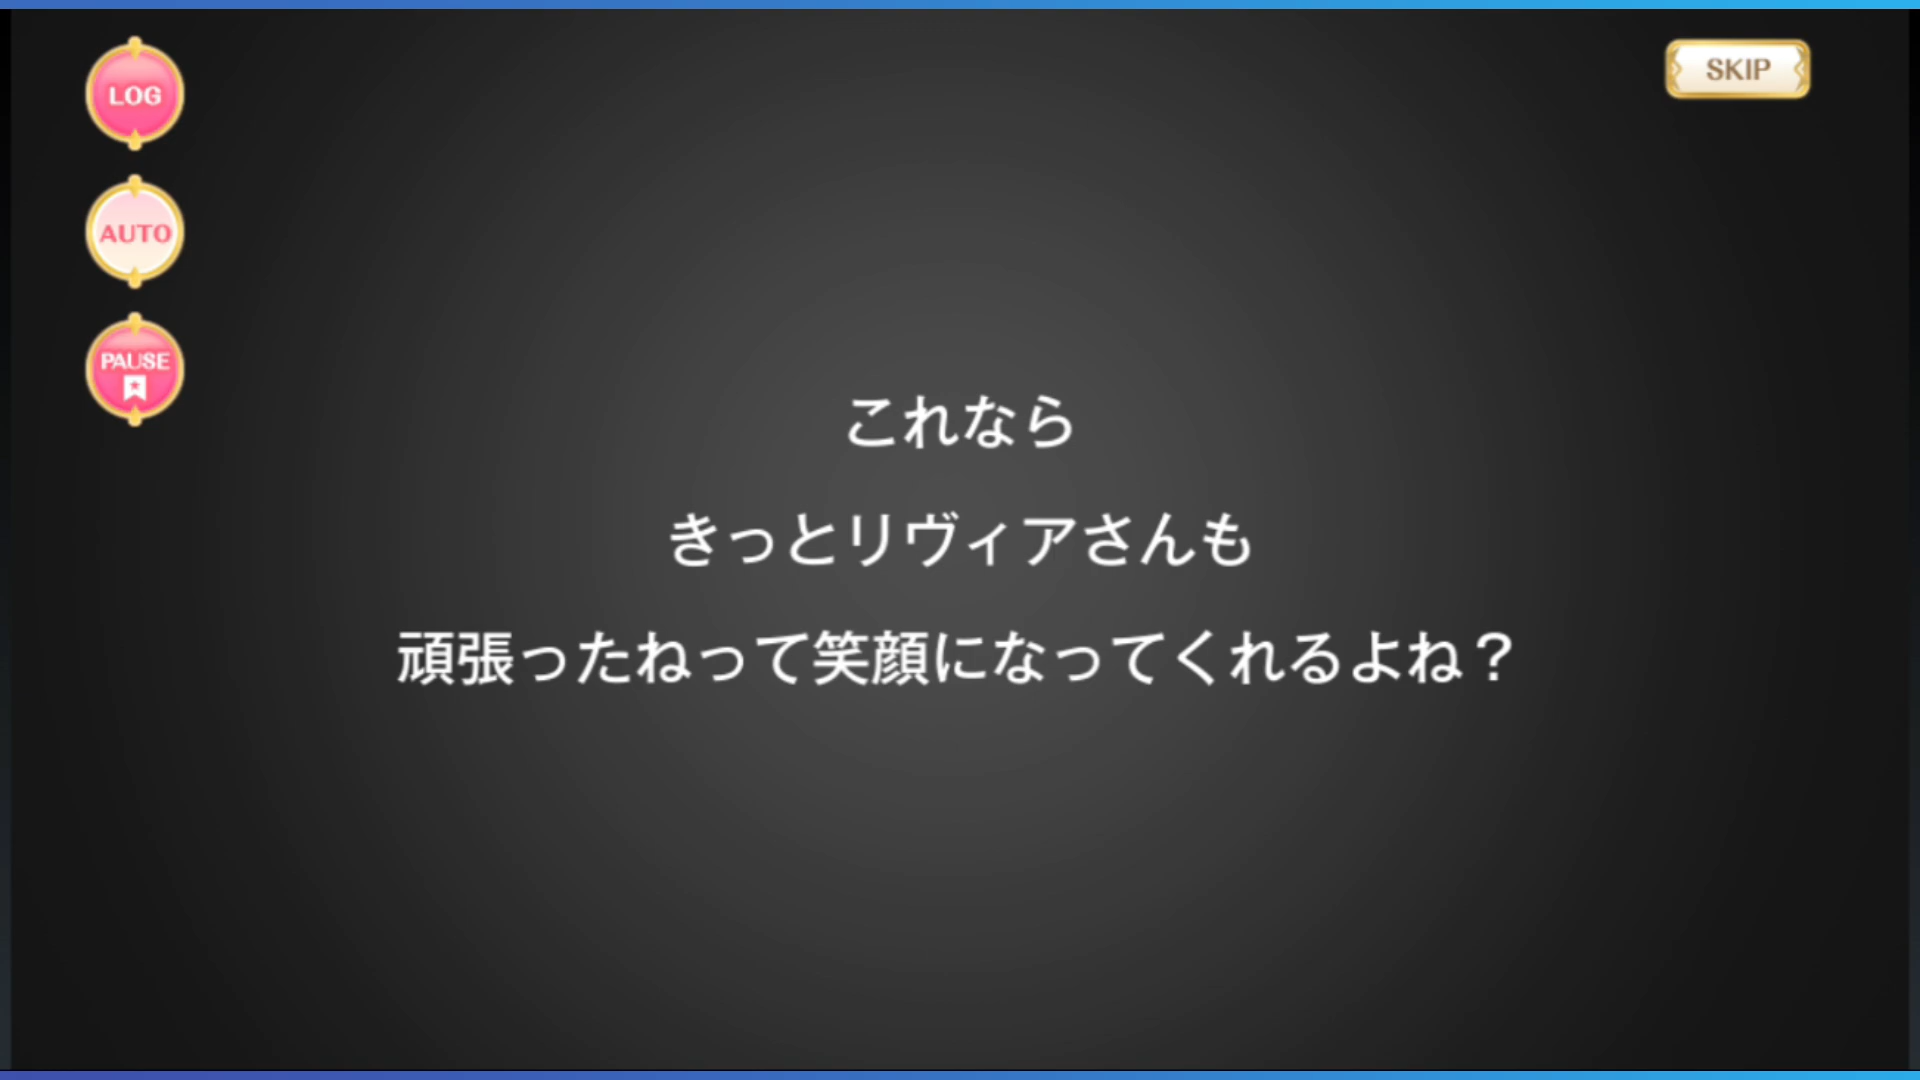 LOG
SKIP
AUTO
PAUSE
これなら
きっとリヴィアさんも
頑張ったねって笑顔になってくれるよね？